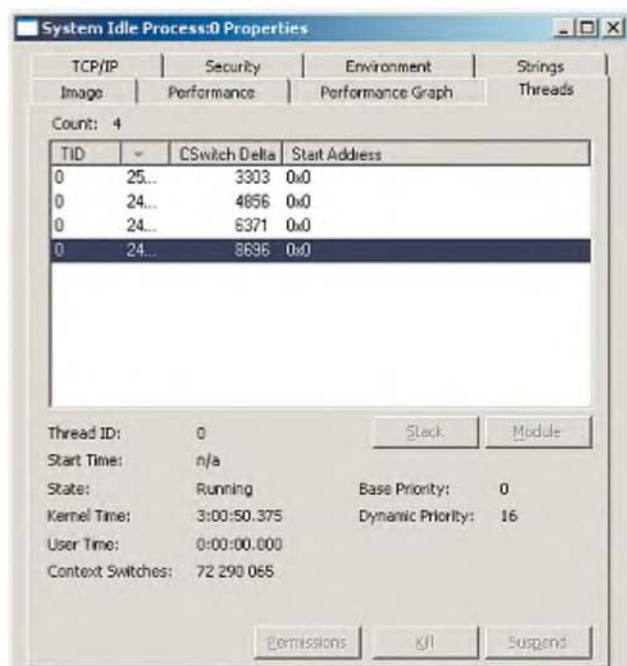 System Idle Process:0 Properties
TCP/IP Security Environment Strings
Image Performance Performance Graph Threads
Count: 4
TID CSwitch Delta Start Address
0 25... 3303 0x0
0 24... 4856 0x0
0 24... 6371 0x0
0 24... 8696 0x0
Thread ID: 0 Stack Module
Start Time: n/a
State: Running Base Priority: 0
Kernel Time: 3:00:50.375 Dynamic Priority: 16
User Time: 0:00:00.000
Context Switches: 72 290 065
Permissions Kill Suspend